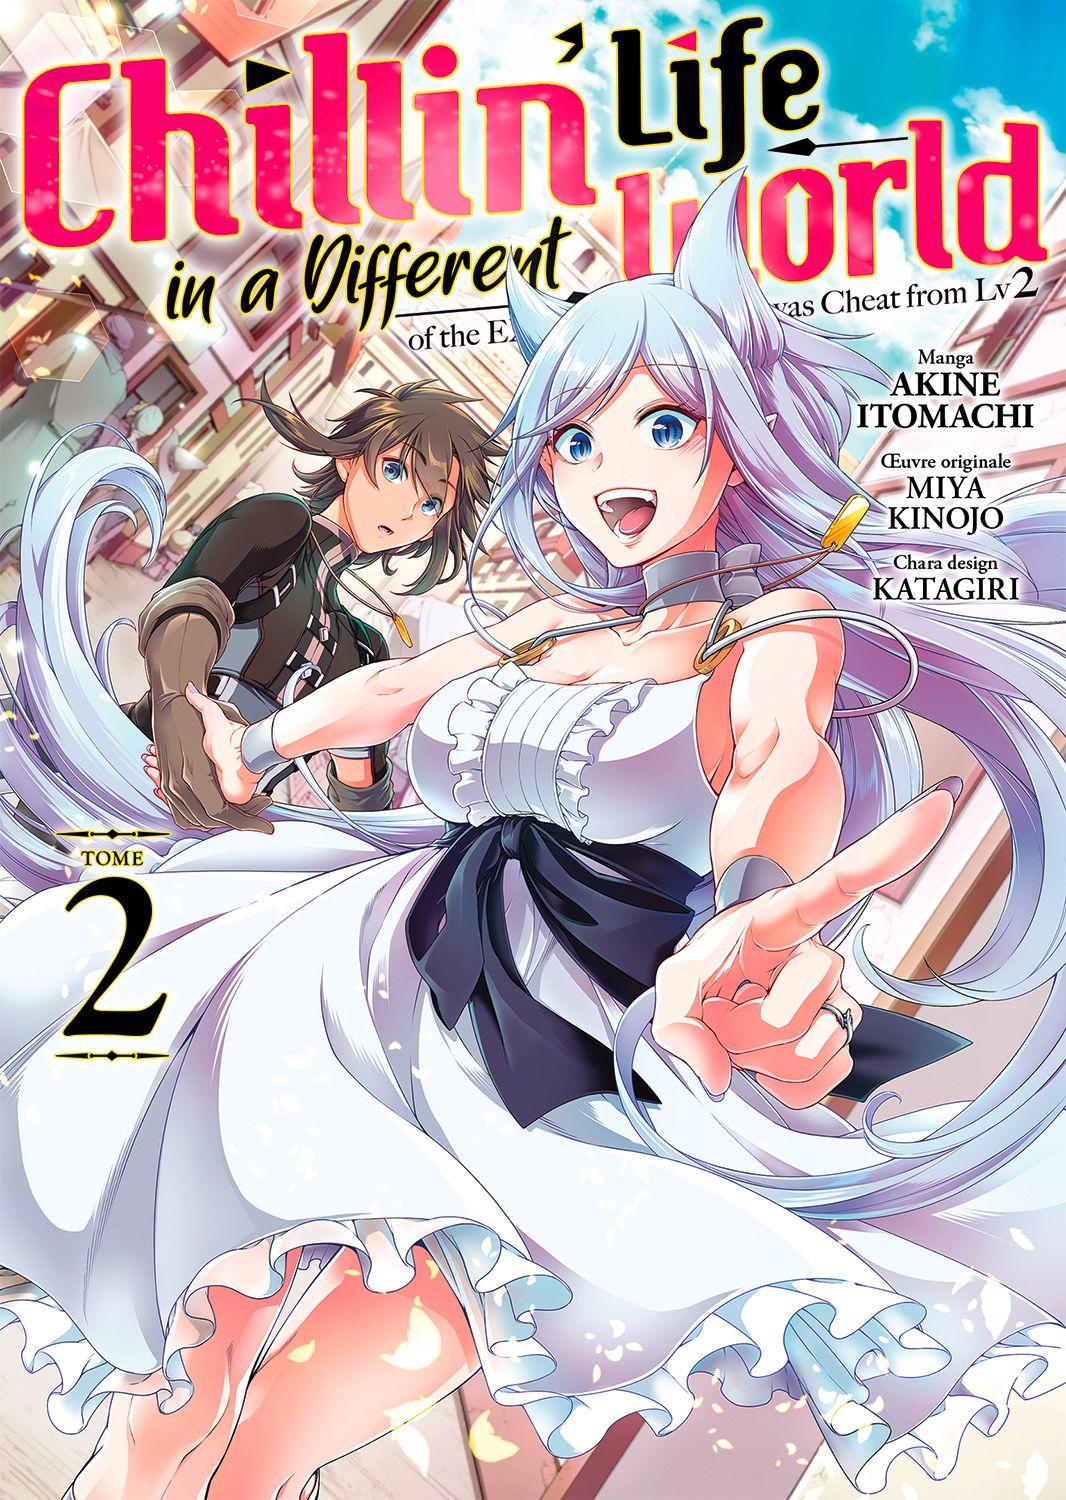 Chillin' Life
in a Different World
of the E was Cheat from Lv2
Manga
AKINE
ITOMACHI
Œuvre originale
MIYA
KINOJO
Chara design
KATAGIRI
TOME
2